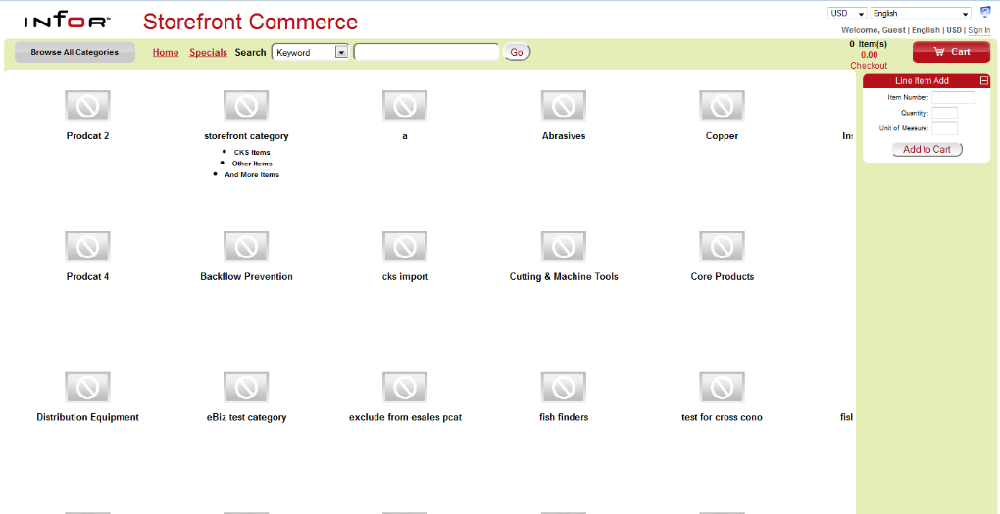 infor™ Storefront Commerce
USD English
Welcome, Guest | English | USD | Sign In
Browse All Categories Home Specials Search Keyword Go
0 Item(s)
0.00
Checkout
Cart
Line Item Add
Item Number:
Quantity:
Unit of Measure:
Add to Cart
Prodcat 2 storefront category a Abrasives Copper Ins
CKS Items
Other Items
And More Items
Prodcat 4 Backflow Prevention cks import Cutting & Machine Tools Core Products
Distribution Equipment eBiz test category exclude from esales pcat fish finders test for cross cono